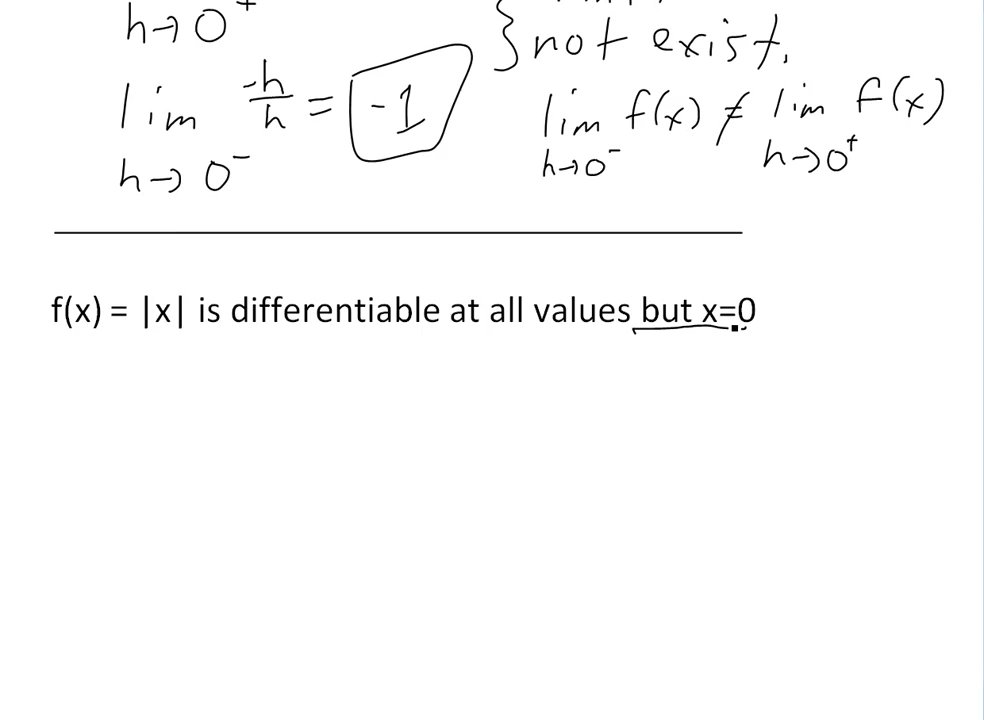 h→0⁺
} not exist.
lim -h/h = -1
h→0⁻
lim f(x) ≠ lim f(x)
h→0⁻ h→0⁺
f(x) = |x| is differentiable at all values but x=0